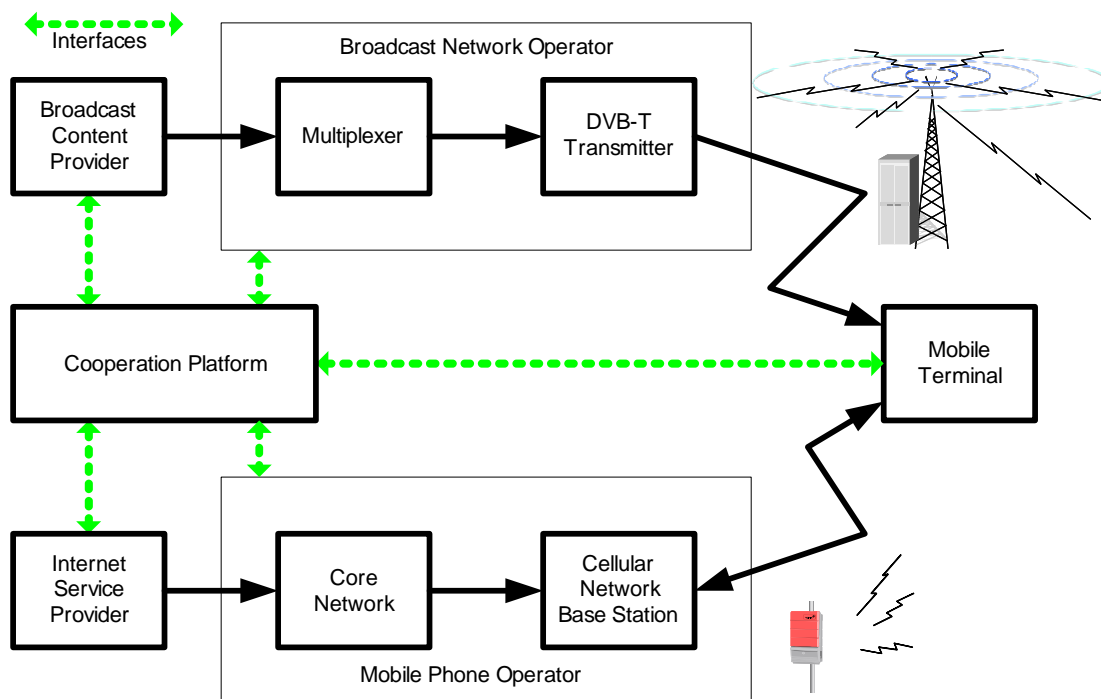 Interfaces
Broadcast Network Operator
Broadcast
Content
Provider
Multiplexer
DVB-T
Transmitter
Cooperation Platform
Mobile
Terminal
Internet
Service
Provider
Core
Network
Cellular
Network
Base Station
Mobile Phone Operator